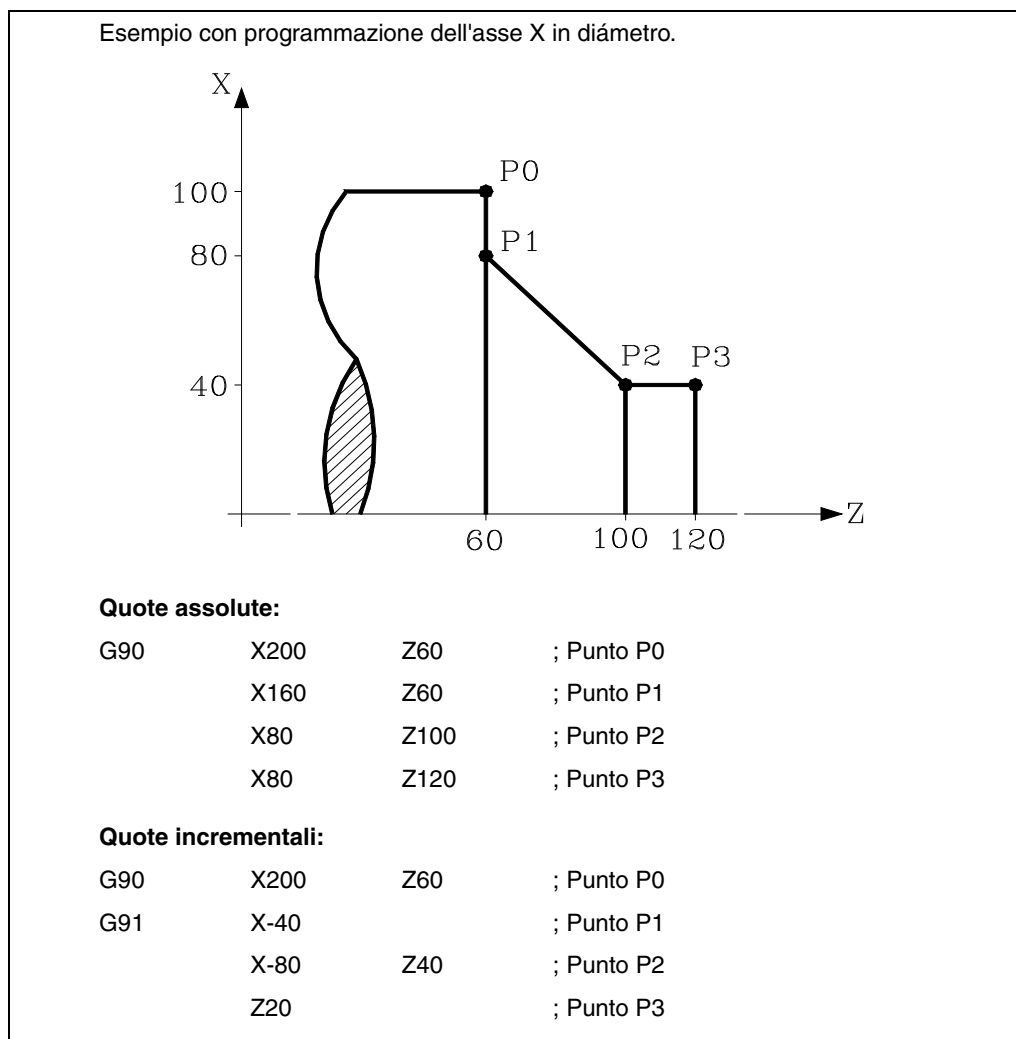 Esempio con programmazione dell'asse X in diámetro.
X
P0
100
P1
80
P2 P3
40
Z
60 100 120
Quote assolute:
G90 X200 Z60 ; Punto P0
X160 Z60 ; Punto P1
X80 Z100 ; Punto P2
X80 Z120 ; Punto P3
Quote incrementali:
G90 X200 Z60 ; Punto P0
G91 X-40 ; Punto P1
X-80 Z40 ; Punto P2
Z20 ; Punto P3